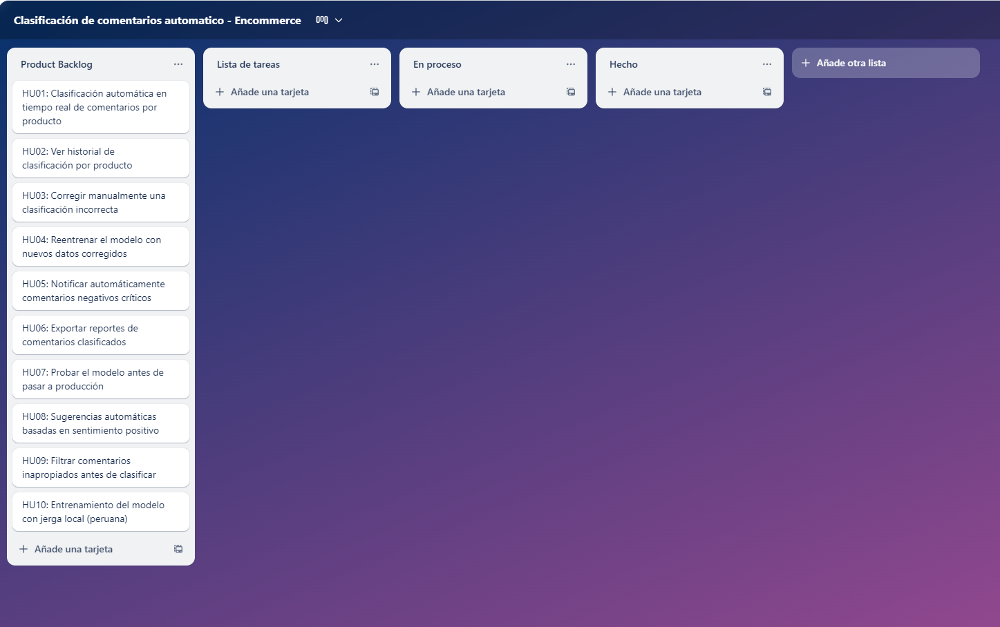 Clasificación de comentarios automatico - Encommerce
Product Backlog
HU01: Clasificación automática en
tiempo real de comentarios por
producto
HU02: Ver historial de
clasificación por producto
HU03: Corregir manualmente una
clasificación incorrecta
HU04: Reentrenar el modelo con
nuevos datos corregidos
HU05: Notificar automáticamente
comentarios negativos críticos
HU06: Exportar reportes de
comentarios clasificados
HU07: Probar el modelo antes de
pasar a producción
HU08: Sugerencias automáticas
basadas en sentimiento positivo
HU09: Filtrar comentarios
inapropiados antes de clasificar
HU10: Entrenamiento del modelo
con jerga local (peruana)
Añade una tarjeta
Lista de tareas
Añade una tarjeta
En proceso
Añade una tarjeta
Hecho
Añade una tarjeta
Añade otra lista